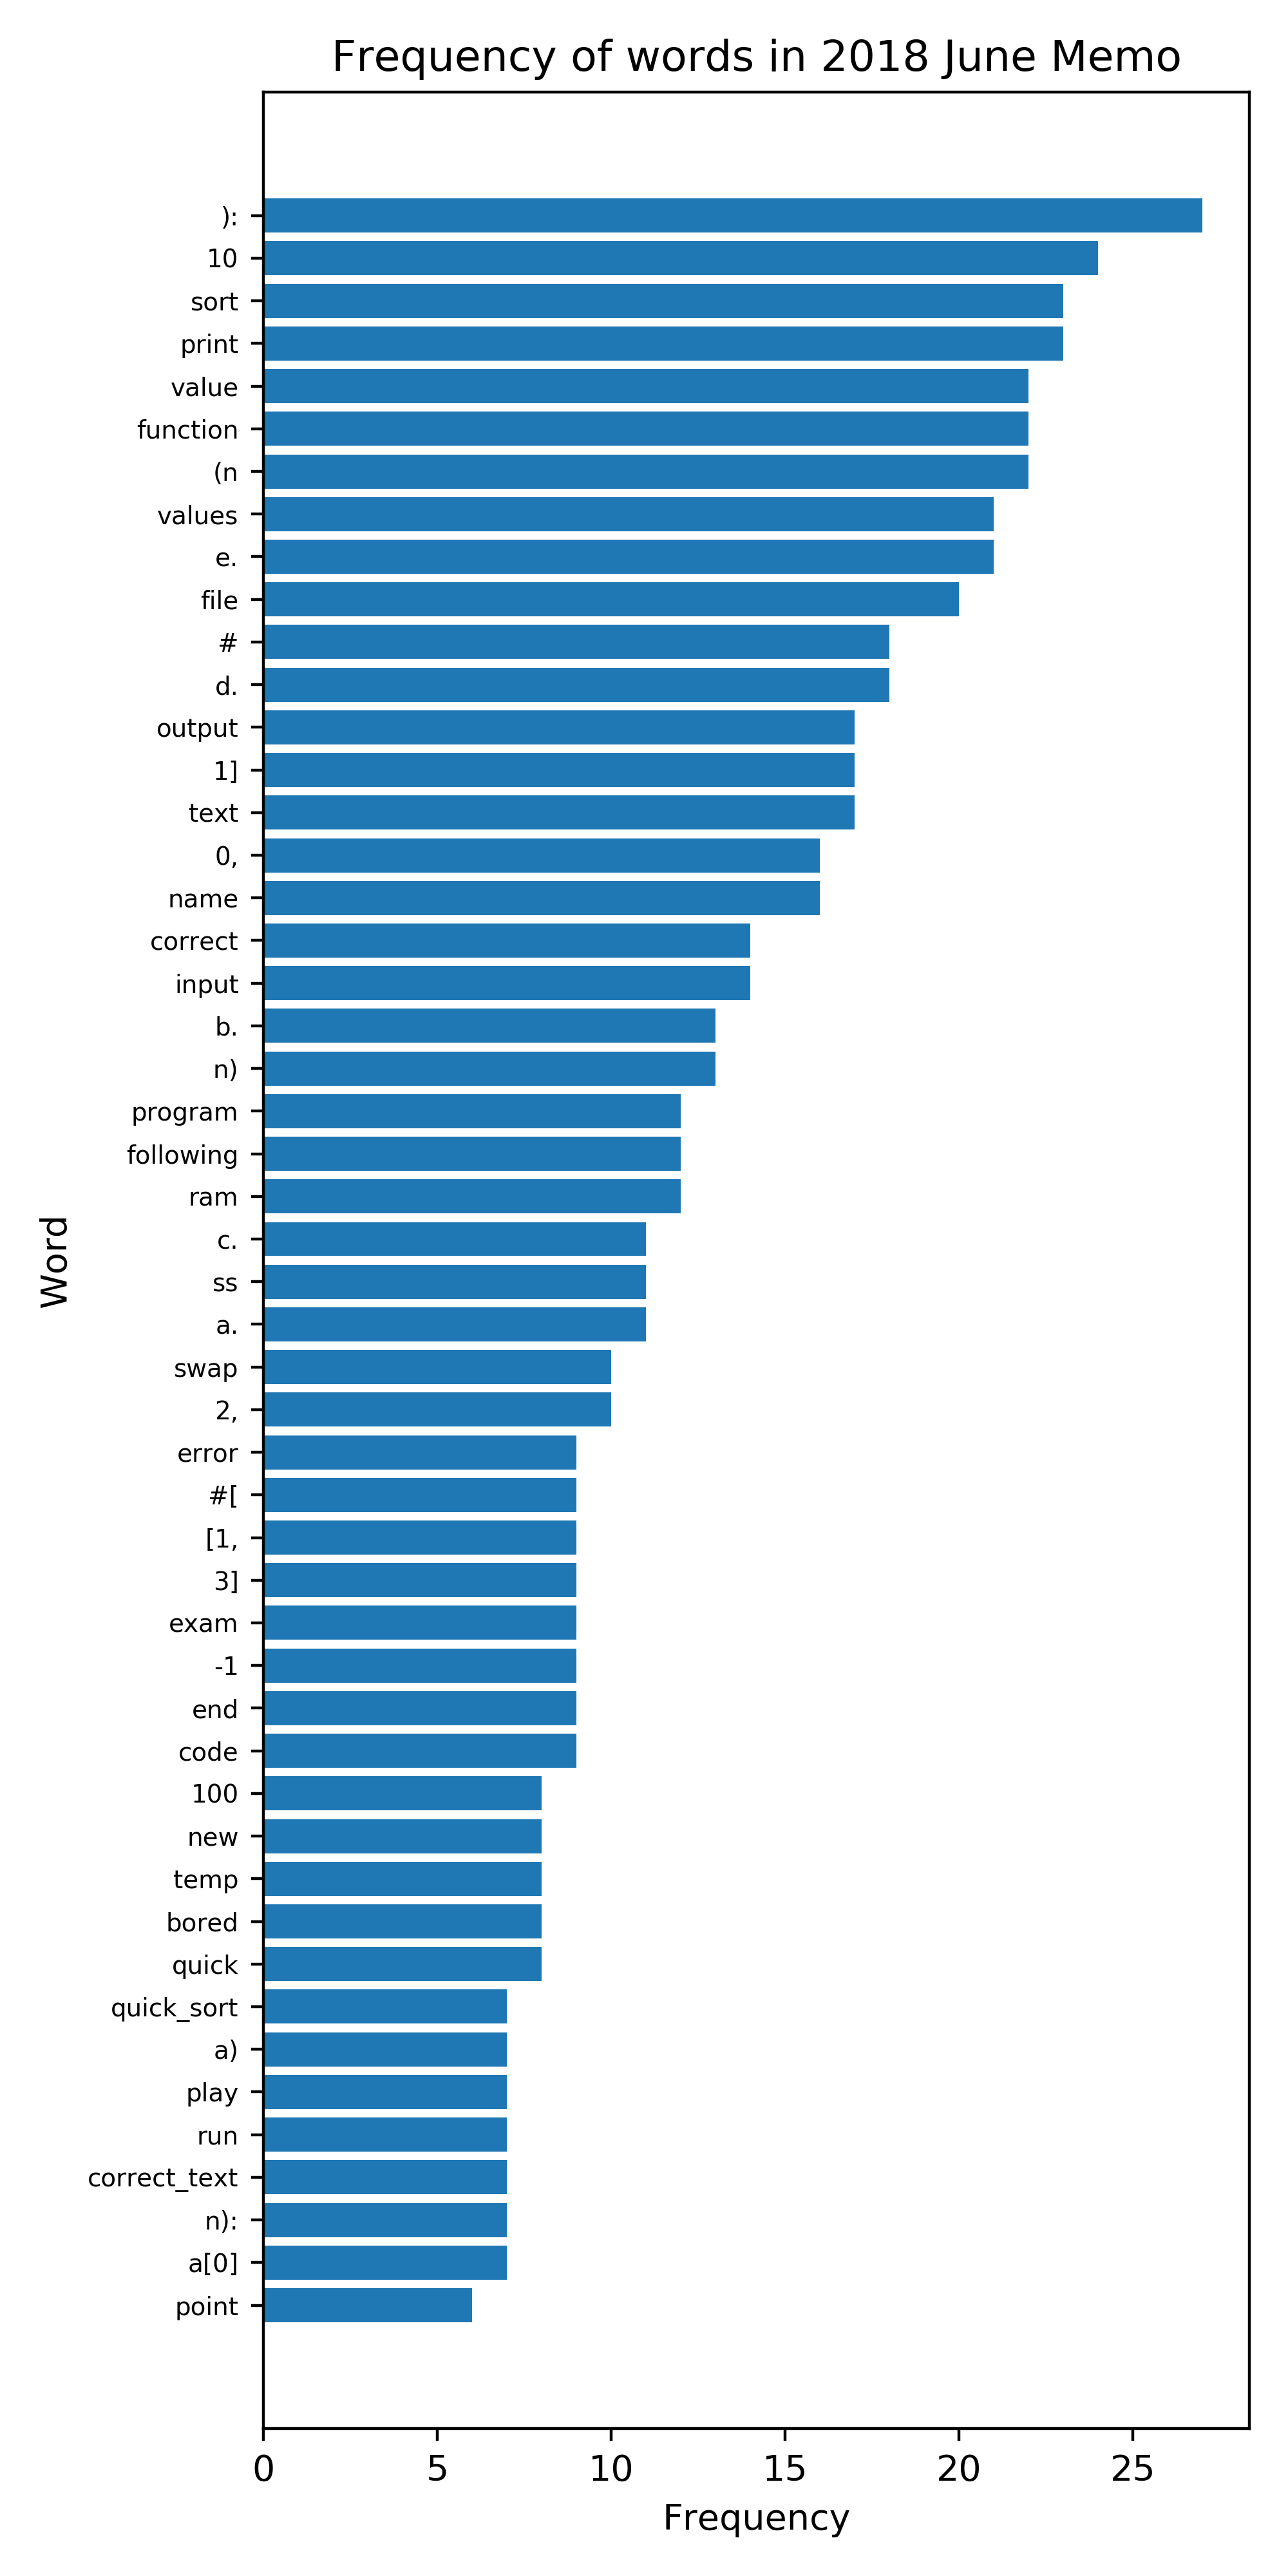 Frequency of words in 2018 June Memo
):
10
sort
print
value
function
(n
values
e.
file
#
d.
output
1]
text
0,
name
correct
input
b.
n)
program
following
ram
c.
ss
a.
swap
2,
error
#[
[1,
3]
exam
-1
end
code
100
new
temp
bored
quick
quick_sort
a)
play
run
correct_text
n):
a[0]
point
Word
0 5 10 15 20 25
Frequency